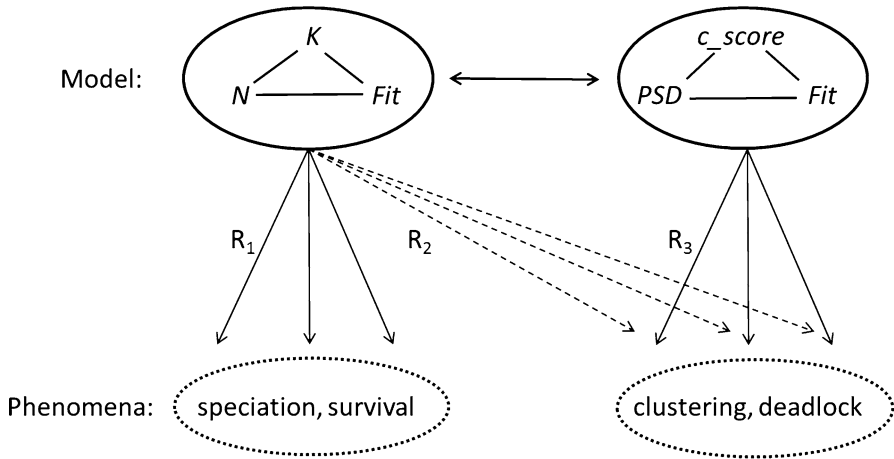 K
c_score
Model:
N
Fit
PSD
Fit
R1
R2
R3
Phenomena:
speciation, survival
clustering, deadlock